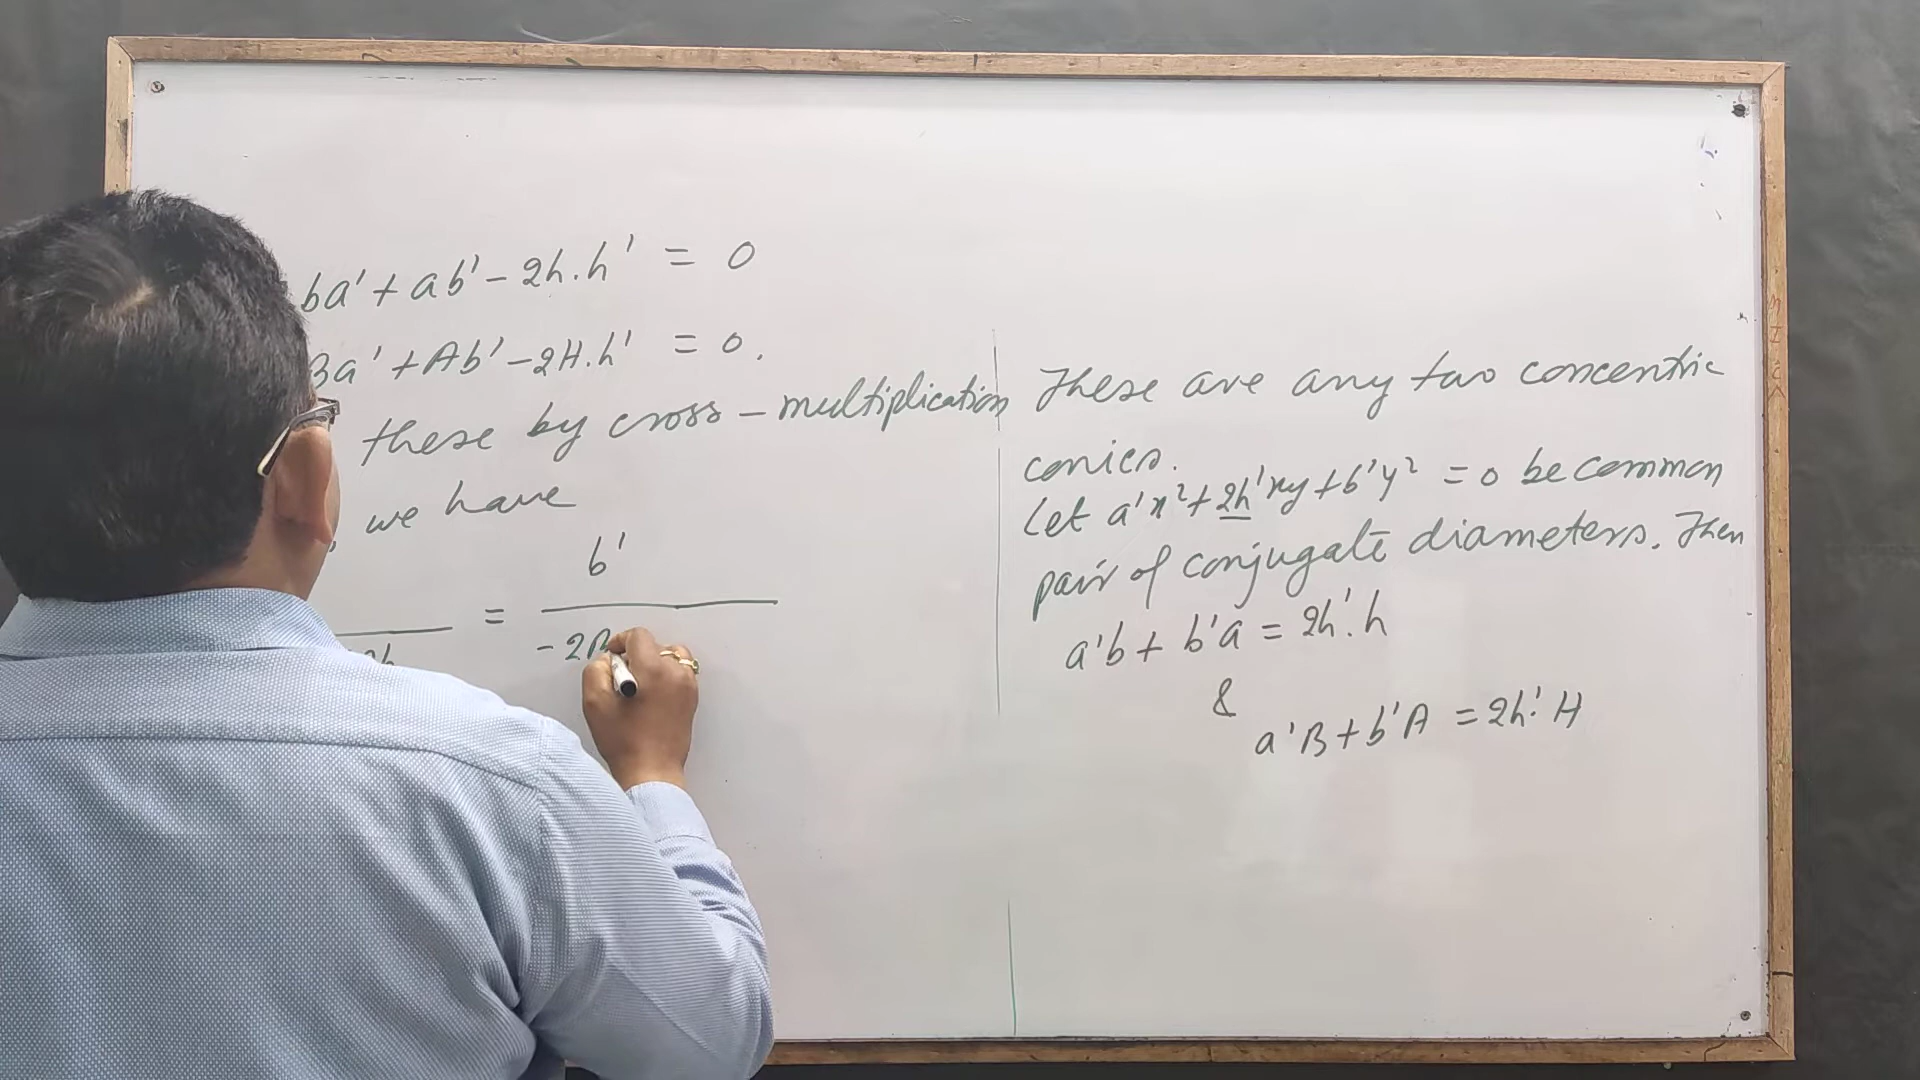 ba' + ab' - 2h.h' = 0
Ba' + Ab' - 2H.h' = 0.
these by cross - multiplication
we have
b'
=
-2B
These are any two concentric
conics.
Let a'x² + 2h'xy + b'y² = 0 be common
pair of conjugate diameters. Then
a'b + b'a = 2h'.h
&
a'B + b'A = 2h'.H